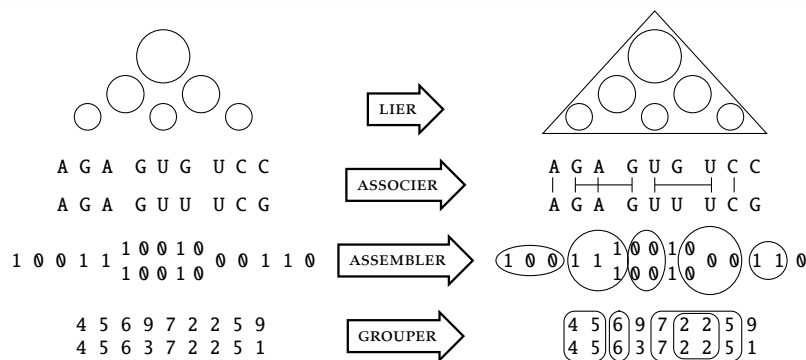 LIER
A G A G U G U C C
A G A G U U U C G
ASSOCIER
A G A G U G U C C
A G A G U U U C G
1 0 0 1 1 1 0 0 1 0 0 0 1 1 0
1 0 0 1 0
ASSEMBLER
1 0 0 1 1 1 0 0 1 0 0 0 1 1 0
1 0 0 1 0
4 5 6 9 7 2 2 5 9
4 5 6 3 7 2 2 5 1
GROUPER
4 5 6 9 7 2 2 5 9
4 5 6 3 7 2 2 5 1